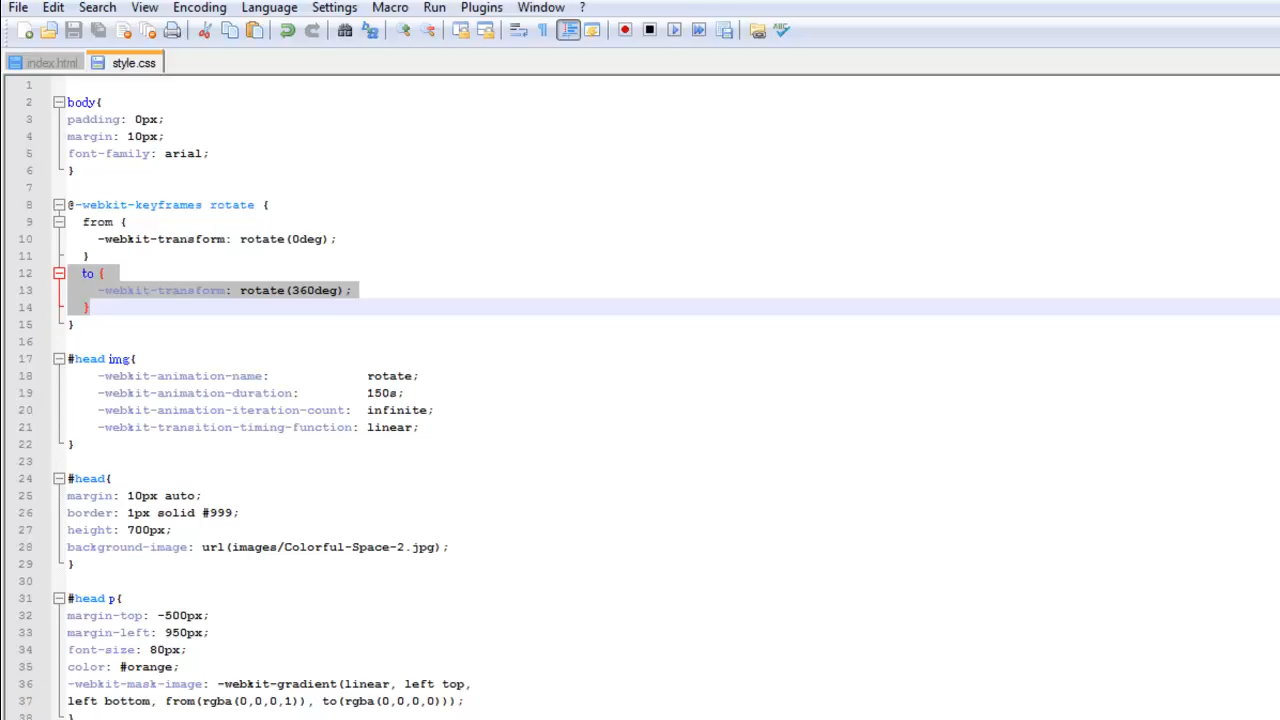 File Edit Search View Encoding Language Settings Macro Run Plugins Window ?
index.html style.css
1
2 body{
3 padding: 0px;
4 margin: 10px;
5 font-family: arial;
6 }
7
8 @-webkit-keyframes rotate {
9 from {
10 -webkit-transform: rotate(0deg);
11 }
12 to {
13 -webkit-transform: rotate(360deg);
14 }
15 }
16
17 #head img{
18 -webkit-animation-name: rotate;
19 -webkit-animation-duration: 150s;
20 -webkit-animation-iteration-count: infinite;
21 -webkit-transition-timing-function: linear;
22 }
23
24 #head{
25 margin: 10px auto;
26 border: 1px solid #999;
27 height: 700px;
28 background-image: url(images/Colorful-Space-2.jpg);
29 }
30
31 #head p{
32 margin-top: -500px;
33 margin-left: 950px;
34 font-size: 80px;
35 color: #orange;
36 -webkit-mask-image: -webkit-gradient(linear, left top,
37 left bottom, from(rgba(0,0,0,1)), to(rgba(0,0,0,0)));
38 }